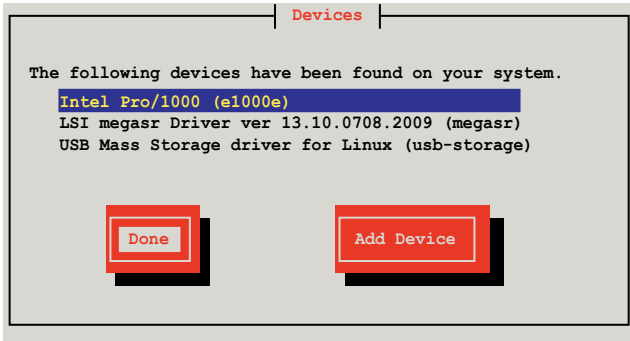 Devices
The following devices have been found on your system.
Intel Pro/1000 (e1000e)
LSI megasr Driver ver 13.10.0708.2009 (megasr)
USB Mass Storage driver for Linux (usb-storage)
Done
Add Device